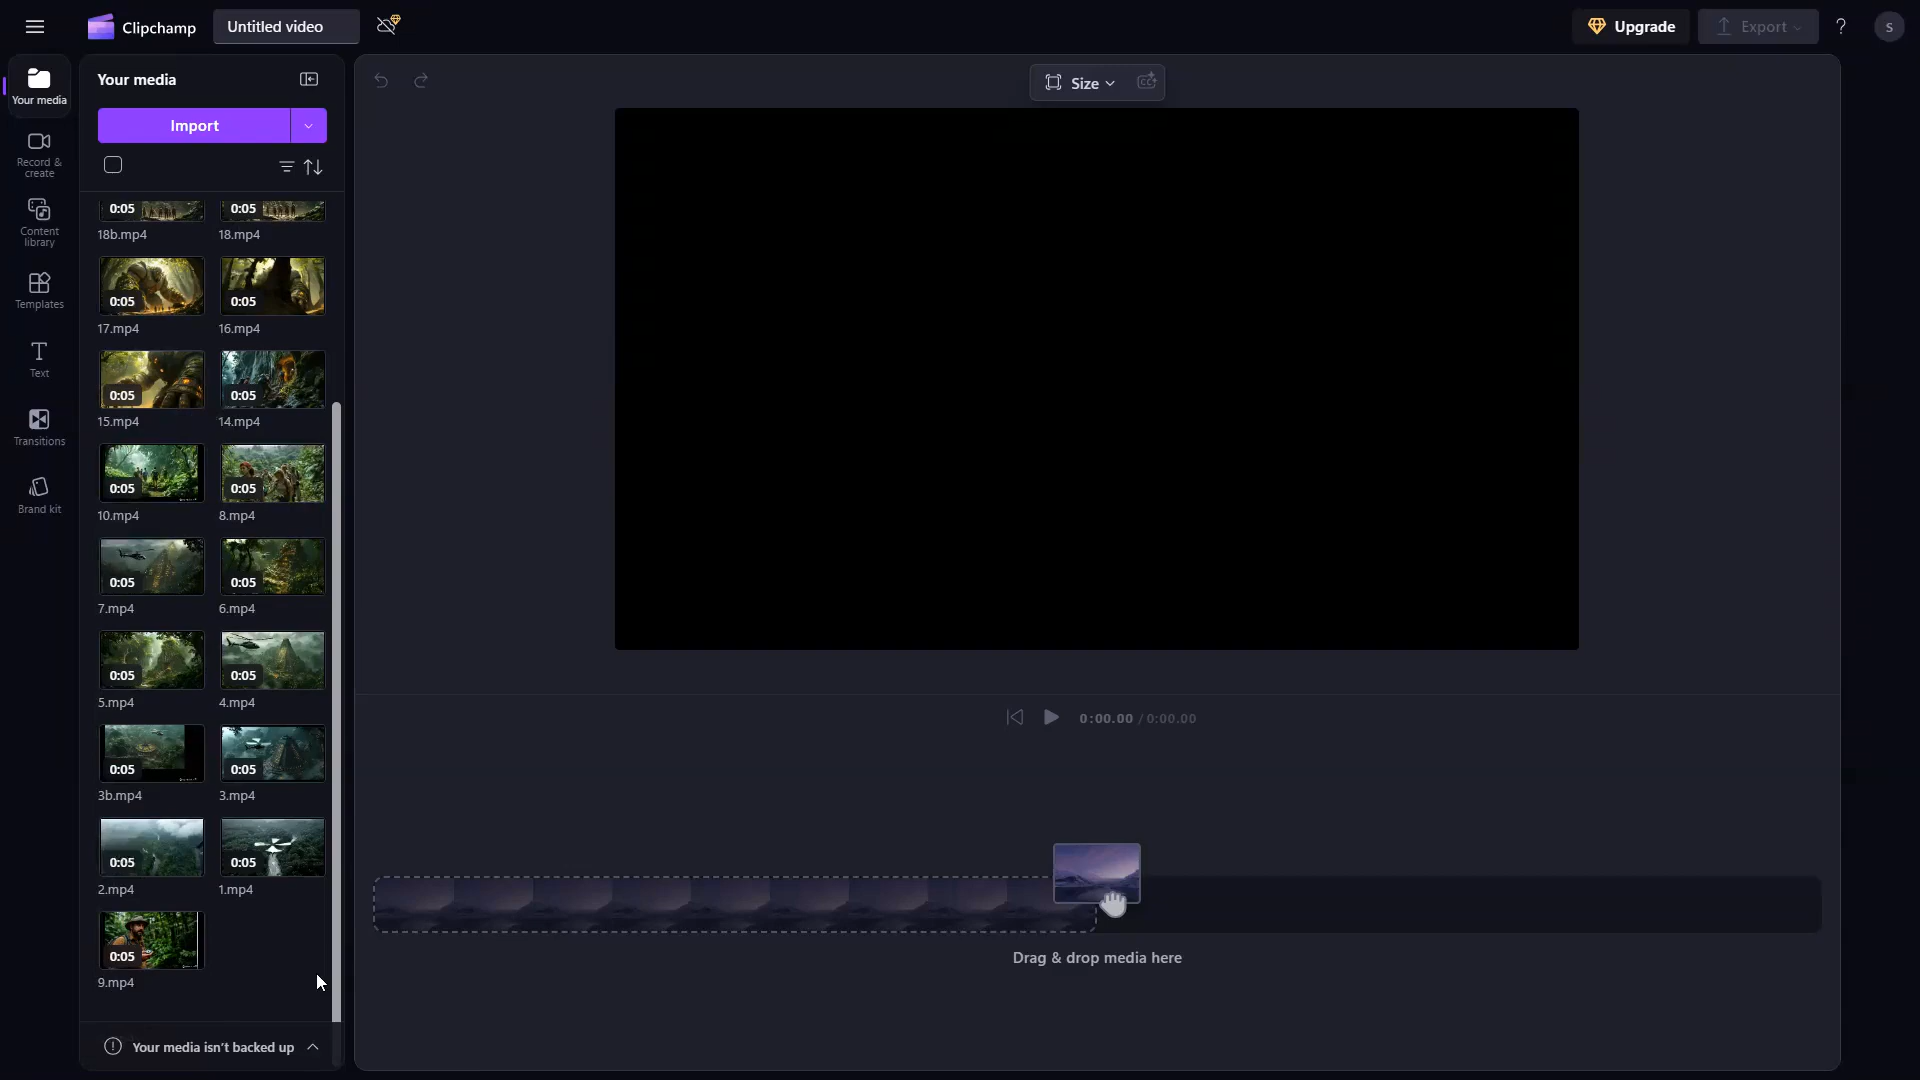 Clipchamp
Untitled video
Upgrade
Export
?
S
Your media
Your media
Import
Record &
create
Content
library
Templates
Text
Transitions
Brand kit
0:05
0:05
18b.mp4
18.mp4
0:05
0:05
17.mp4
16.mp4
0:05
0:05
15.mp4
14.mp4
0:05
0:05
10.mp4
8.mp4
0:05
0:05
7.mp4
6.mp4
0:05
0:05
5.mp4
4.mp4
0:05
0:05
3b.mp4
3.mp4
0:05
0:05
2.mp4
1.mp4
0:05
9.mp4
Your media isn't backed up
Size
CC
0:00.00 / 0:00.00
Drag & drop media here